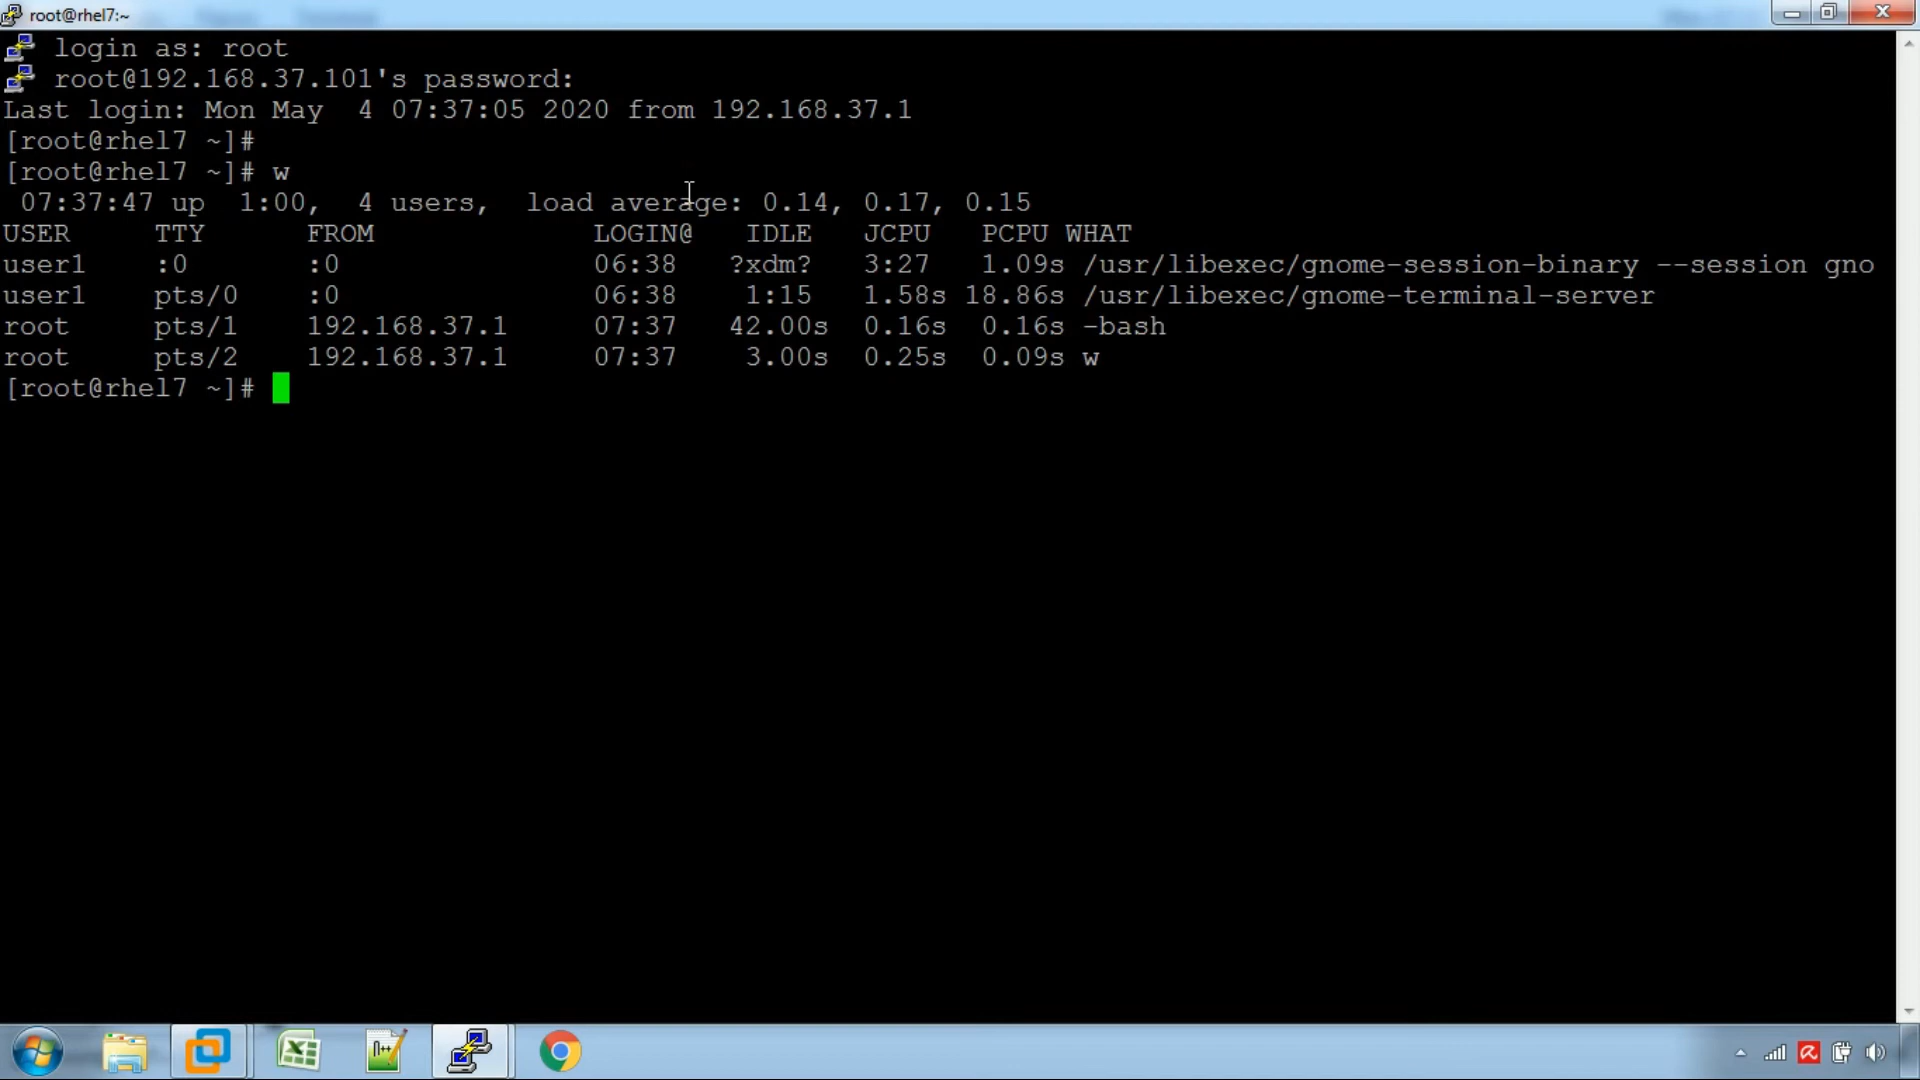 root@rhel7:~
login as: root
root@192.168.37.101's password:
Last login: Mon May  4 07:37:05 2020 from 192.168.37.1
[root@rhel7 ~]#
[root@rhel7 ~]# w
 07:37:47 up  1:00,  4 users,  load average: 0.14, 0.17, 0.15
USER     TTY      FROM             LOGIN@   IDLE   JCPU   PCPU WHAT
user1    :0       :0               06:38   ?xdm?   3:27   1.09s /usr/libexec/gnome-session-binary --session gno
user1    pts/0    :0               06:38    1:15   1.58s 18.86s /usr/libexec/gnome-terminal-server
root     pts/1    192.168.37.1     07:37   42.00s  0.16s  0.16s -bash
root     pts/2    192.168.37.1     07:37    3.00s  0.25s  0.09s w
[root@rhel7 ~]#